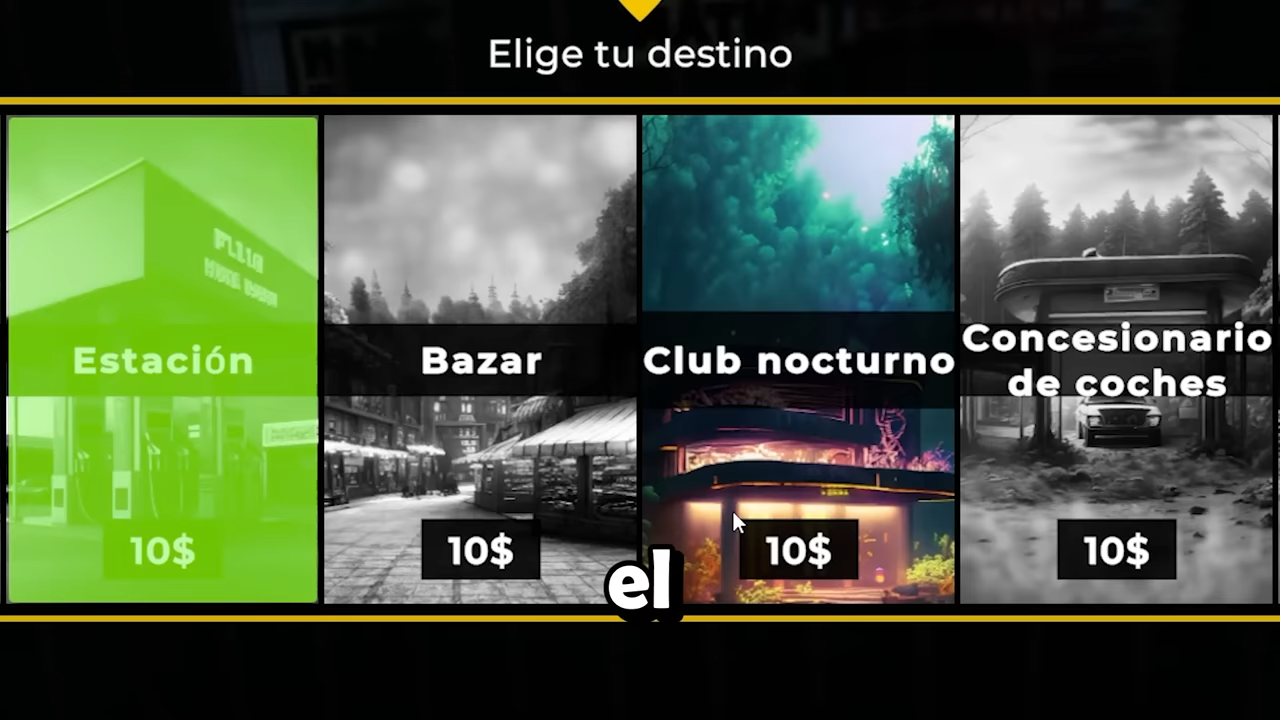 Elige tu destino
Estación
Bazar
Club nocturno
Concesionario
de coches
10$
10$
10$
10$
el